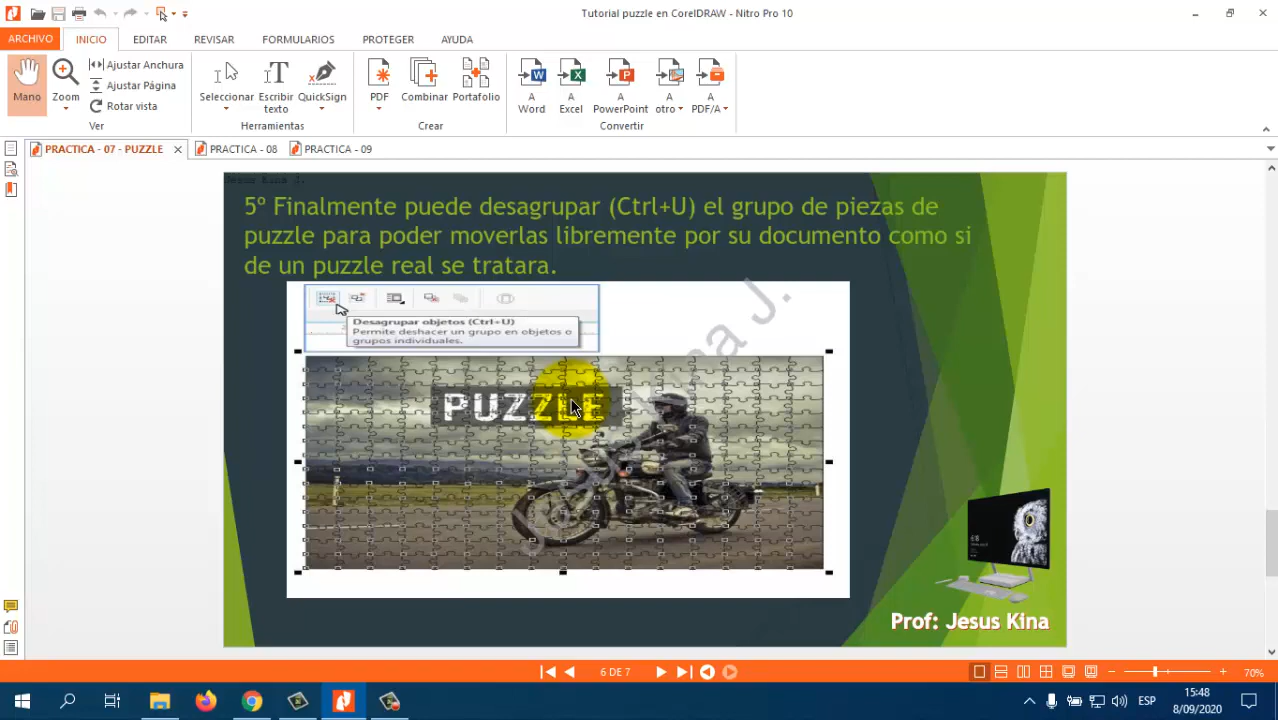 Tutorial puzzle en CorelDRAW - Nitro Pro 10
ARCHIVO INICIO EDITAR REVISAR FORMULARIOS PROTEGER AYUDA
Mano
Zoom
Ajustar Anchura
Ajustar Página
Rotar vista
Ver
Seleccionar
Escribir texto
QuickSign
Herramientas
PDF
Combinar
Portafolio
Crear
A Word
A Excel
A PowerPoint
A otro
A PDF/A
Convertir
PRACTICA - 07 - PUZZLE
PRACTICA - 08
PRACTICA - 09
5º Finalmente puede desagrupar (Ctrl+U) el grupo de piezas de
puzzle para poder moverlas libremente por su documento como si
de un puzzle real se tratara.
Desagrupar objetos (Ctrl+U)
Permite deshacer un grupo en objetos o
grupos individuales.
PUZZLE
Prof: Jesus Kina
6 DE 7
70%
ESP
15:48
8/09/2020